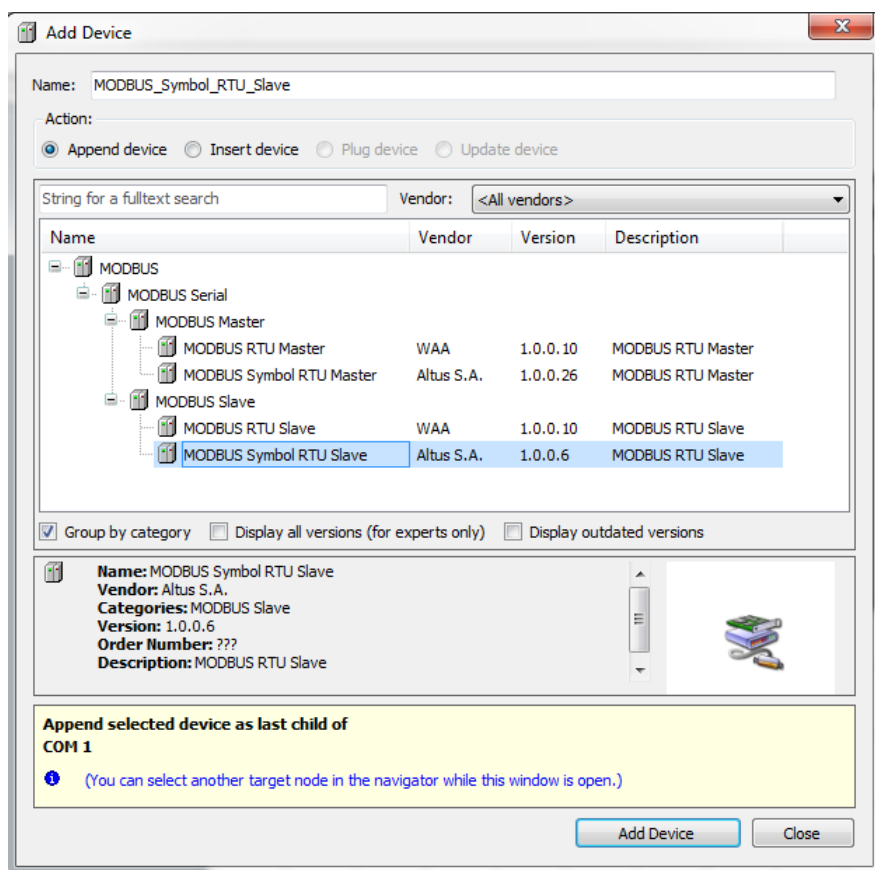 Add Device
Name: MODBUS_Symbol_RTU_Slave
Action:
Append device Insert device Plug device Update device
String for a fulltext search Vendor: <All vendors>
Name Vendor Version Description
MODBUS
MODBUS Serial
MODBUS Master
MODBUS RTU Master WAA 1.0.0.10 MODBUS RTU Master
MODBUS Symbol RTU Master Altus S.A. 1.0.0.26 MODBUS RTU Master
MODBUS Slave
MODBUS RTU Slave WAA 1.0.0.10 MODBUS RTU Slave
MODBUS Symbol RTU Slave Altus S.A. 1.0.0.6 MODBUS RTU Slave
Group by category Display all versions (for experts only) Display outdated versions
Name: MODBUS Symbol RTU Slave
Vendor: Altus S.A.
Categories: MODBUS Slave
Version: 1.0.0.6
Order Number: ???
Description: MODBUS RTU Slave
Append selected device as last child of
COM 1
(You can select another target node in the navigator while this window is open.)
Add Device Close